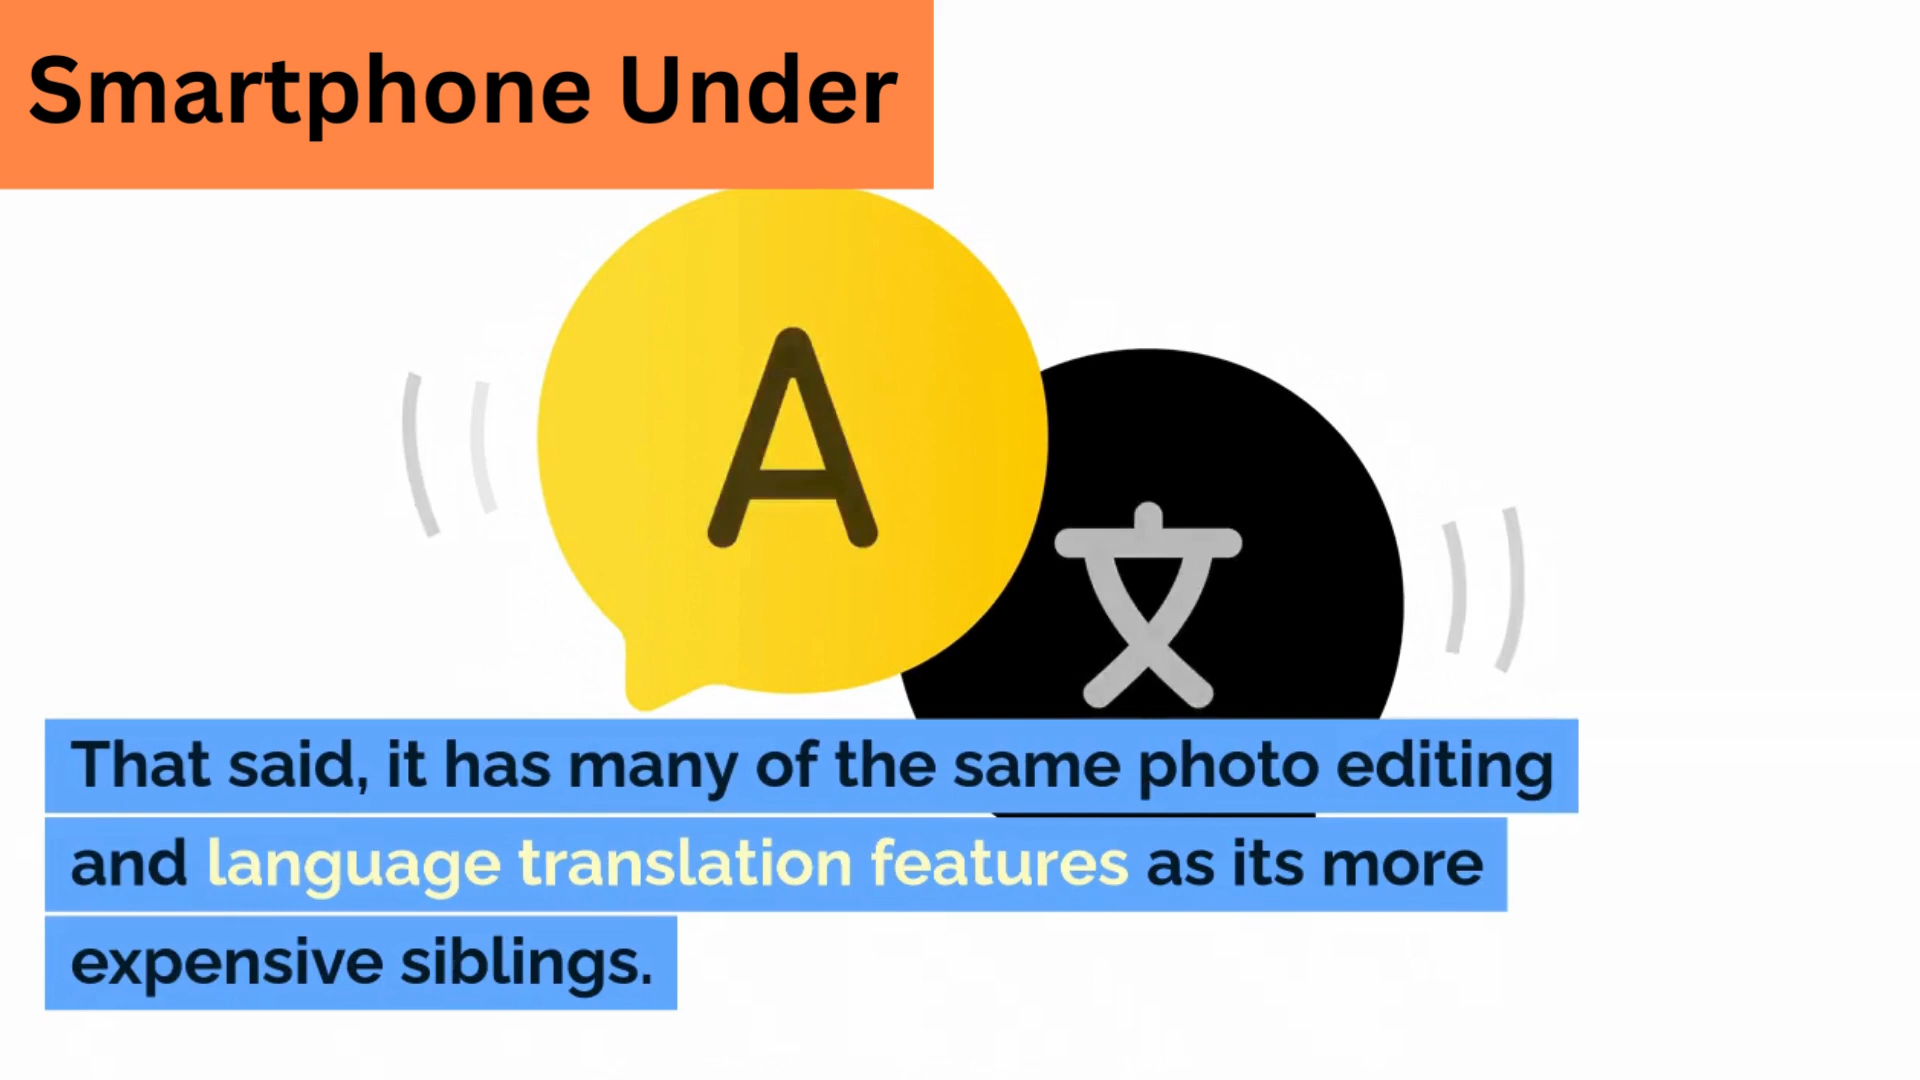 Smartphone Under
A
文
That said, it has many of the same photo editing
and language translation features as its more
expensive siblings.